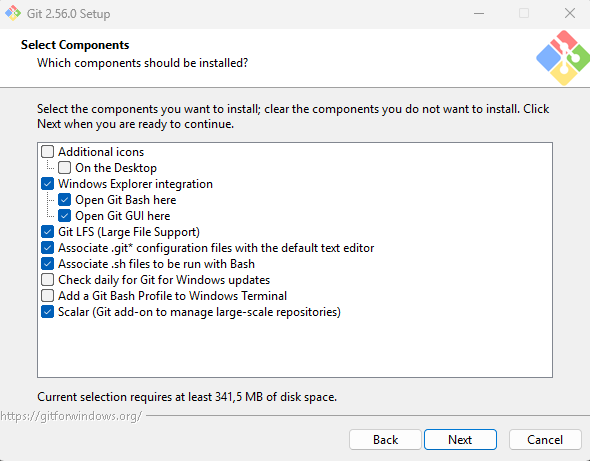 Git 2.56.0 Setup
Select Components
Which components should be installed?
Select the components you want to install; clear the components you do not want to install. Click
Next when you are ready to continue.
Additional icons
On the Desktop
Windows Explorer integration
Open Git Bash here
Open Git GUI here
Git LFS (Large File Support)
Associate .git* configuration files with the default text editor
Associate .sh files to be run with Bash
Check daily for Git for Windows updates
Add a Git Bash Profile to Windows Terminal
Scalar (Git add-on to manage large-scale repositories)
Current selection requires at least 341,5 MB of disk space.
https://gitforwindows.org/
Back Next Cancel